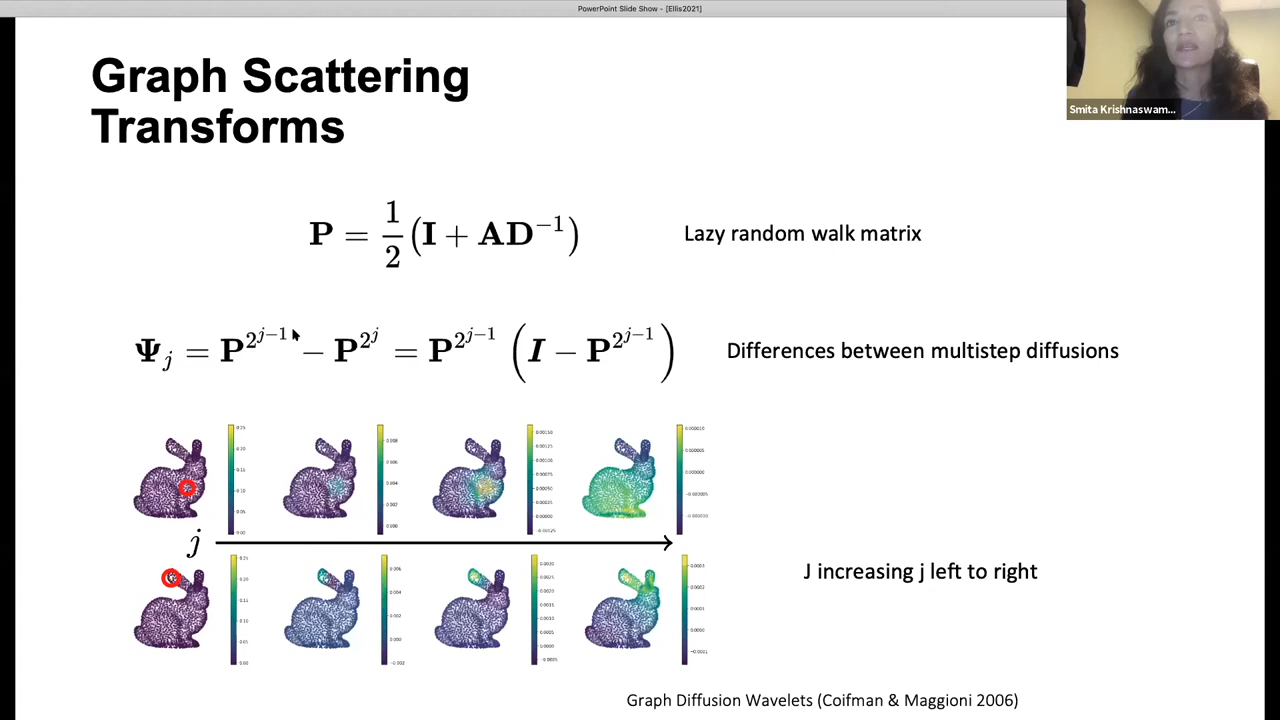 PowerPoint Slide Show - [Ellis2021]
Smita Krishnaswam...
Graph Scattering
Transforms
P = 1/2 (I + AD⁻¹)
Lazy random walk matrix
Ψ_j = P^{2^{j-1}} − P^{2^j} = P^{2^{j-1}} (I − P^{2^{j-1}})
Differences between multistep diffusions
j
J increasing j left to right
Graph Diffusion Wavelets (Coifman & Maggioni 2006)